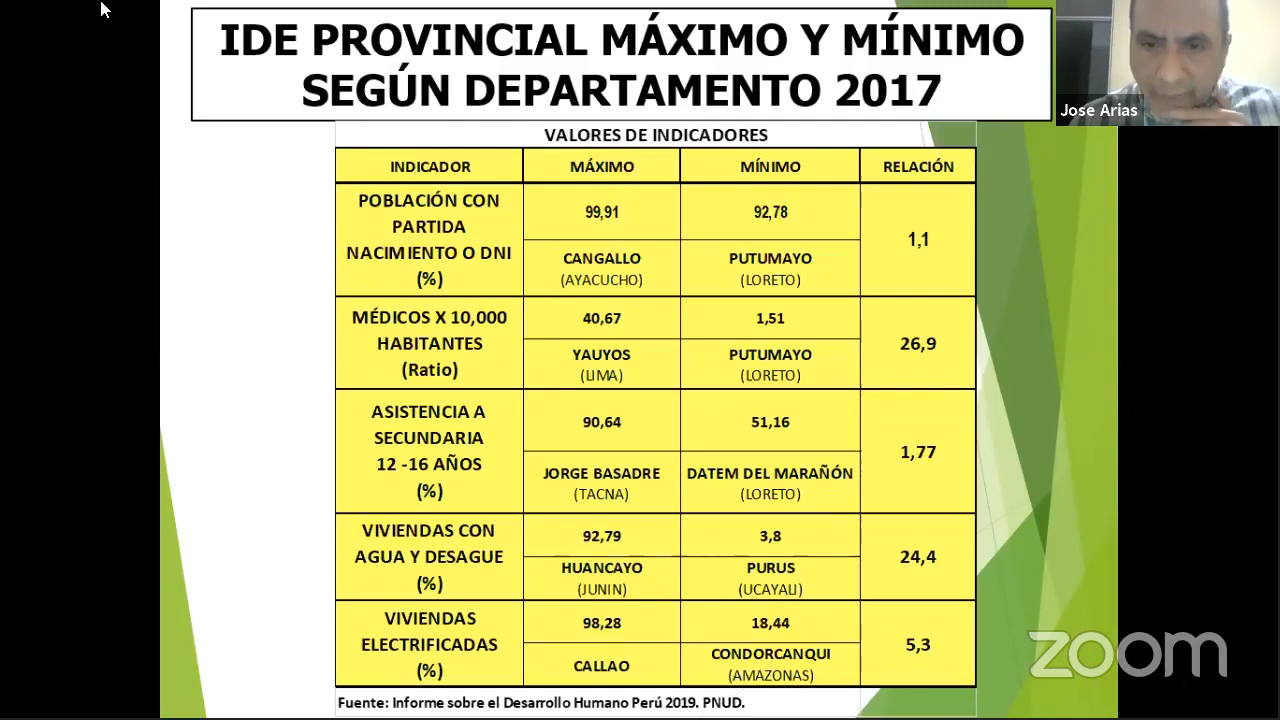 IDE PROVINCIAL MÁXIMO Y MÍNIMO
SEGÚN DEPARTAMENTO 2017
Jose Arias
VALORES DE INDICADORES
INDICADOR
MÁXIMO
MÍNIMO
RELACIÓN
POBLACIÓN CON
PARTIDA
NACIMIENTO O DNI
(%)
99,91
92,78
CANGALLO
(AYACUCHO)
PUTUMAYO
(LORETO)
1,1
MÉDICOS X 10,000
HABITANTES
(Ratio)
40,67
1,51
YAUYOS
(LIMA)
PUTUMAYO
(LORETO)
26,9
ASISTENCIA A
SECUNDARIA
12 -16 AÑOS
(%)
90,64
51,16
JORGE BASADRE
(TACNA)
DATEM DEL MARAÑÓN
(LORETO)
1,77
VIVIENDAS CON
AGUA Y DESAGUE
(%)
92,79
3,8
HUANCAYO
(JUNIN)
PURUS
(UCAYALI)
24,4
VIVIENDAS
ELECTRIFICADAS
(%)
98,28
18,44
CALLAO
CONDORCANQUI
(AMAZONAS)
5,3
Fuente: Informe sobre el Desarrollo Humano Perú 2019. PNUD.
zoom